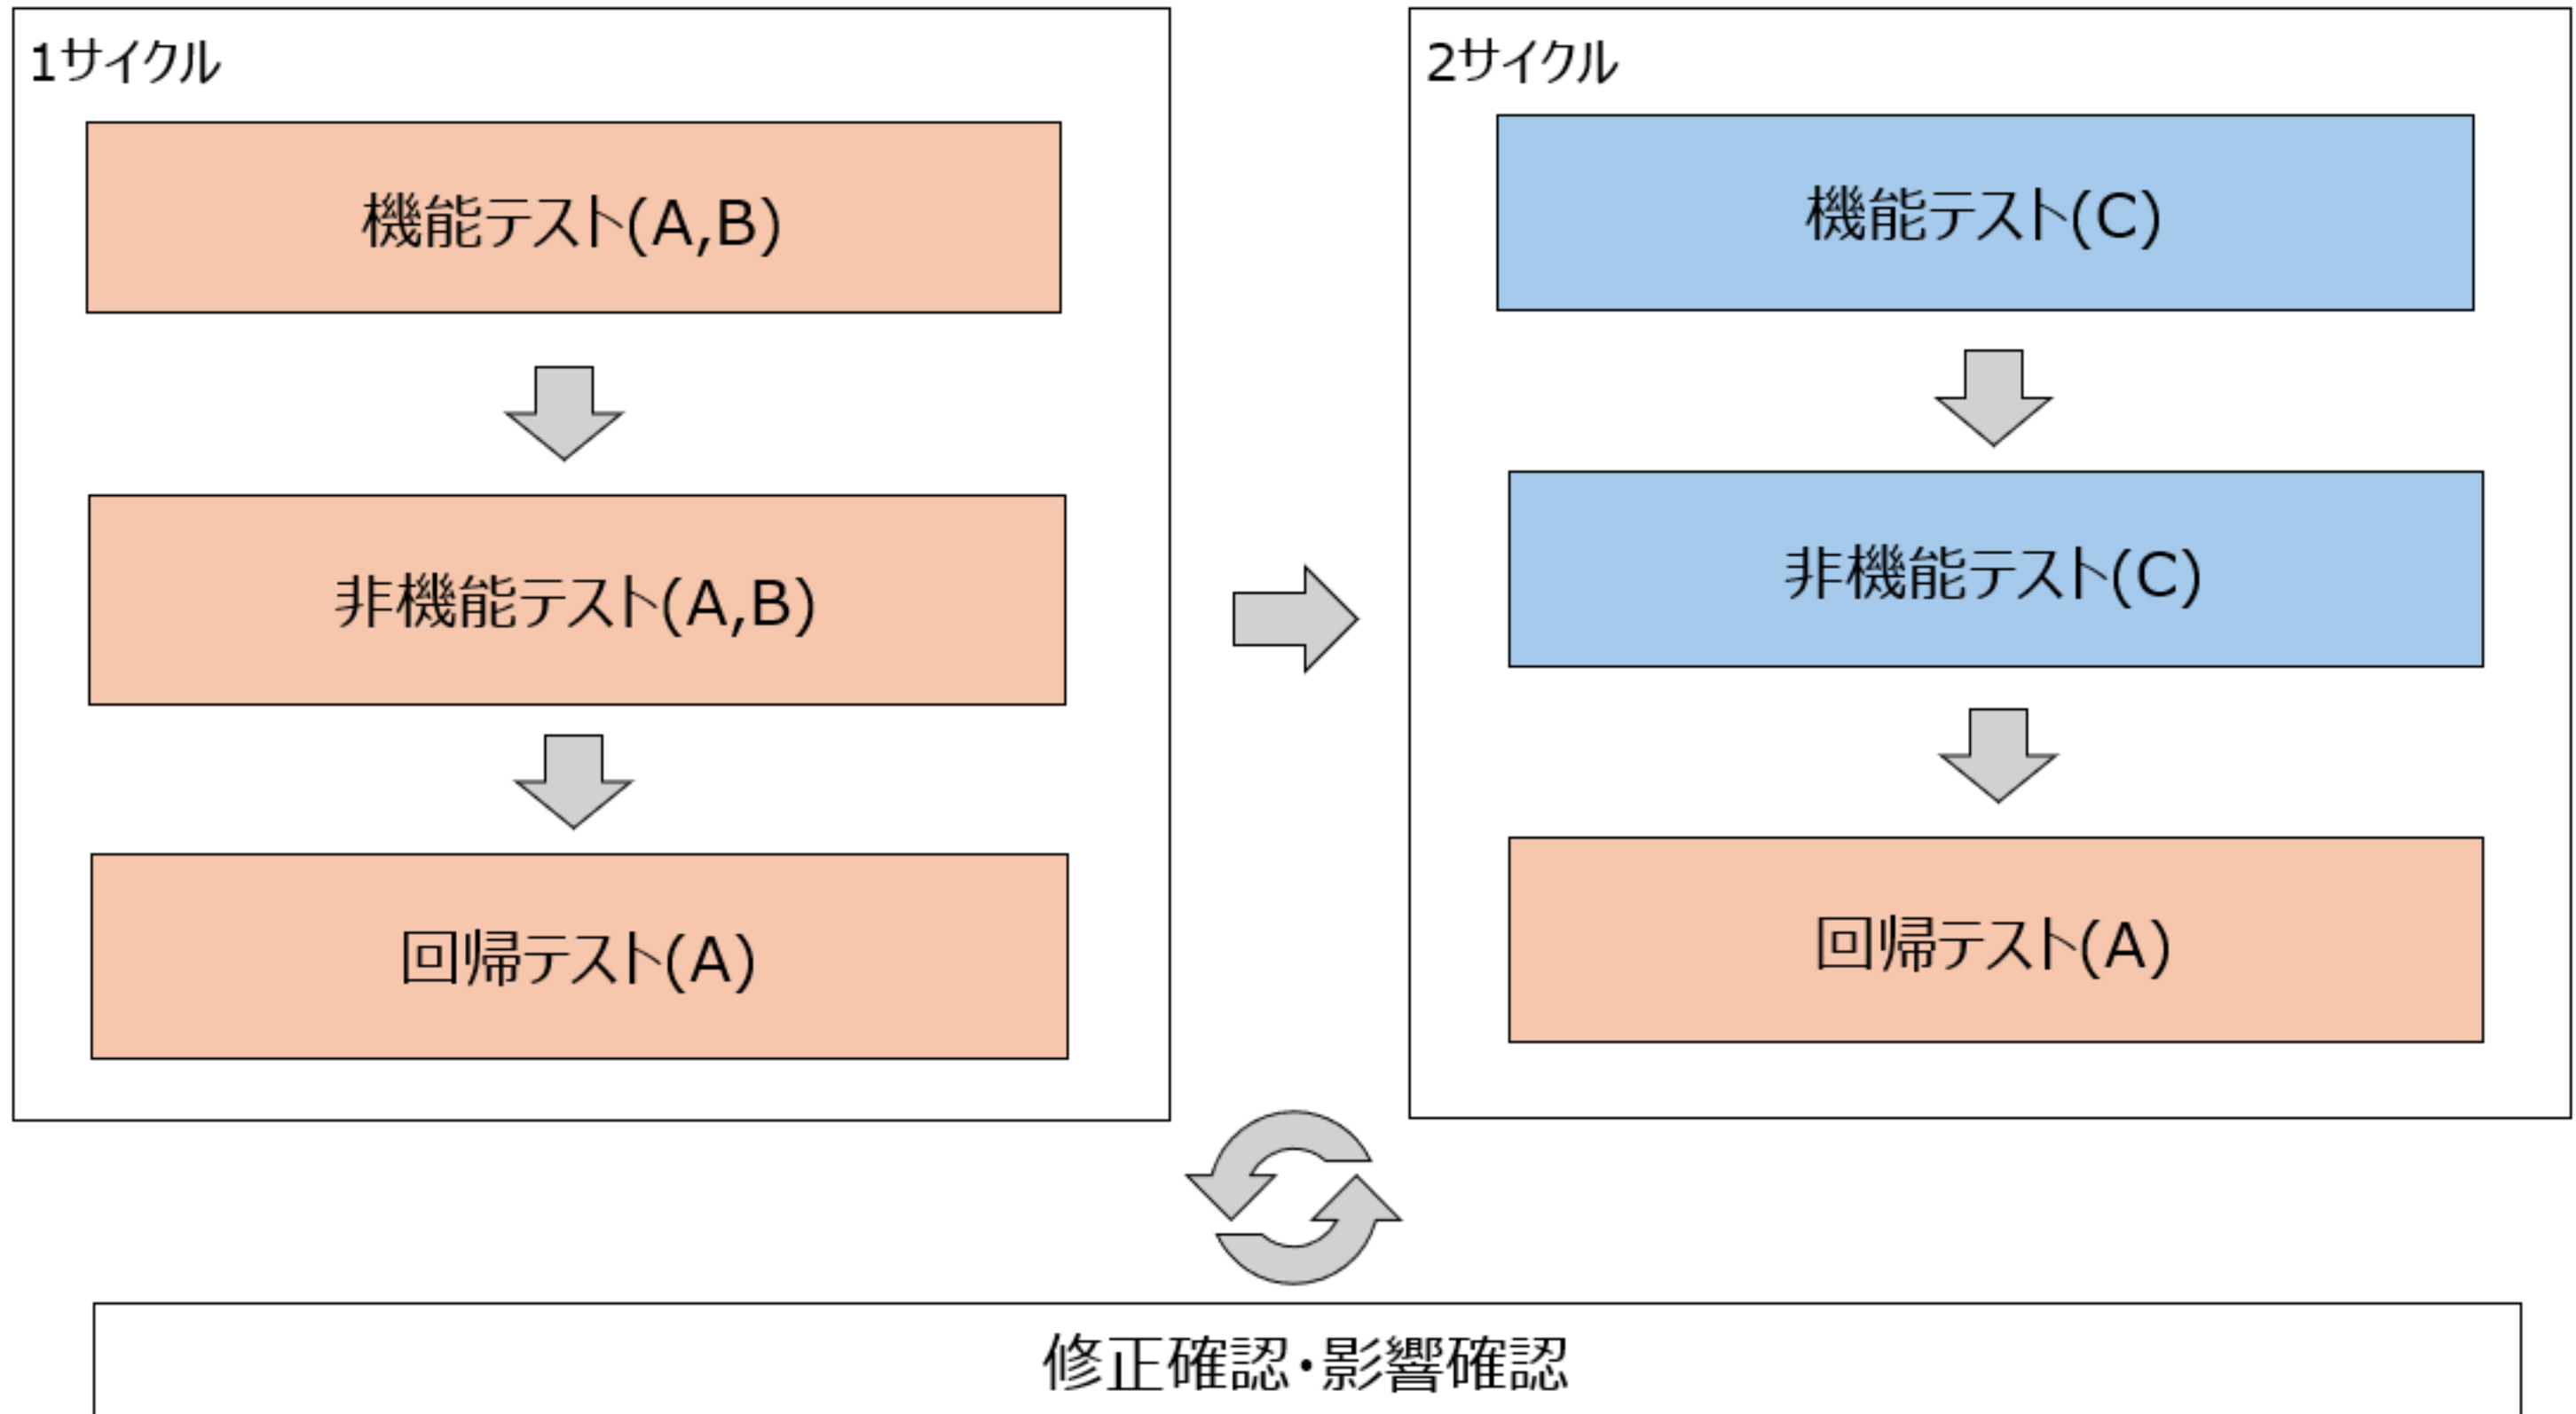 1サイクル
機能テスト(A,B)
非機能テスト(A,B)
回帰テスト(A)
2サイクル
機能テスト(C)
非機能テスト(C)
回帰テスト(A)
修正確認・影響確認